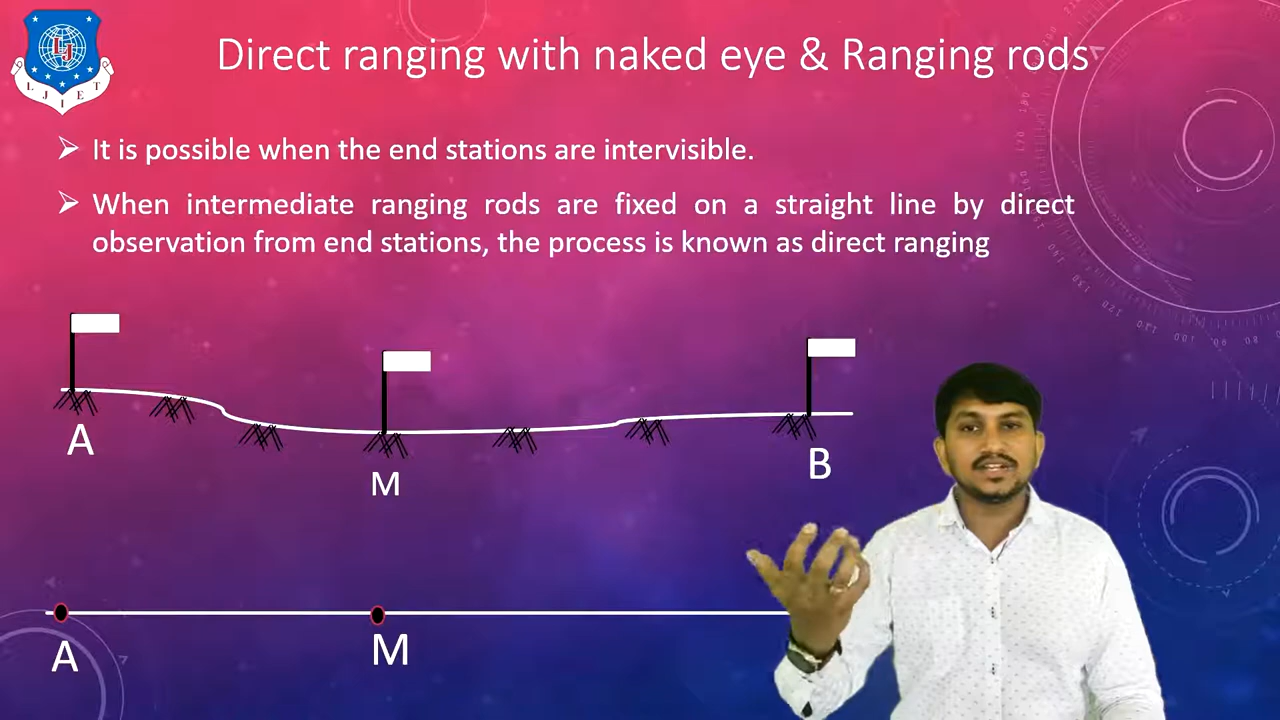 Direct ranging with naked eye & Ranging rods
LJIET
LJ
➢ It is possible when the end stations are intervisible.
➢ When intermediate ranging rods are fixed on a straight line by direct
observation from end stations, the process is known as direct ranging
A
M
B
A
M